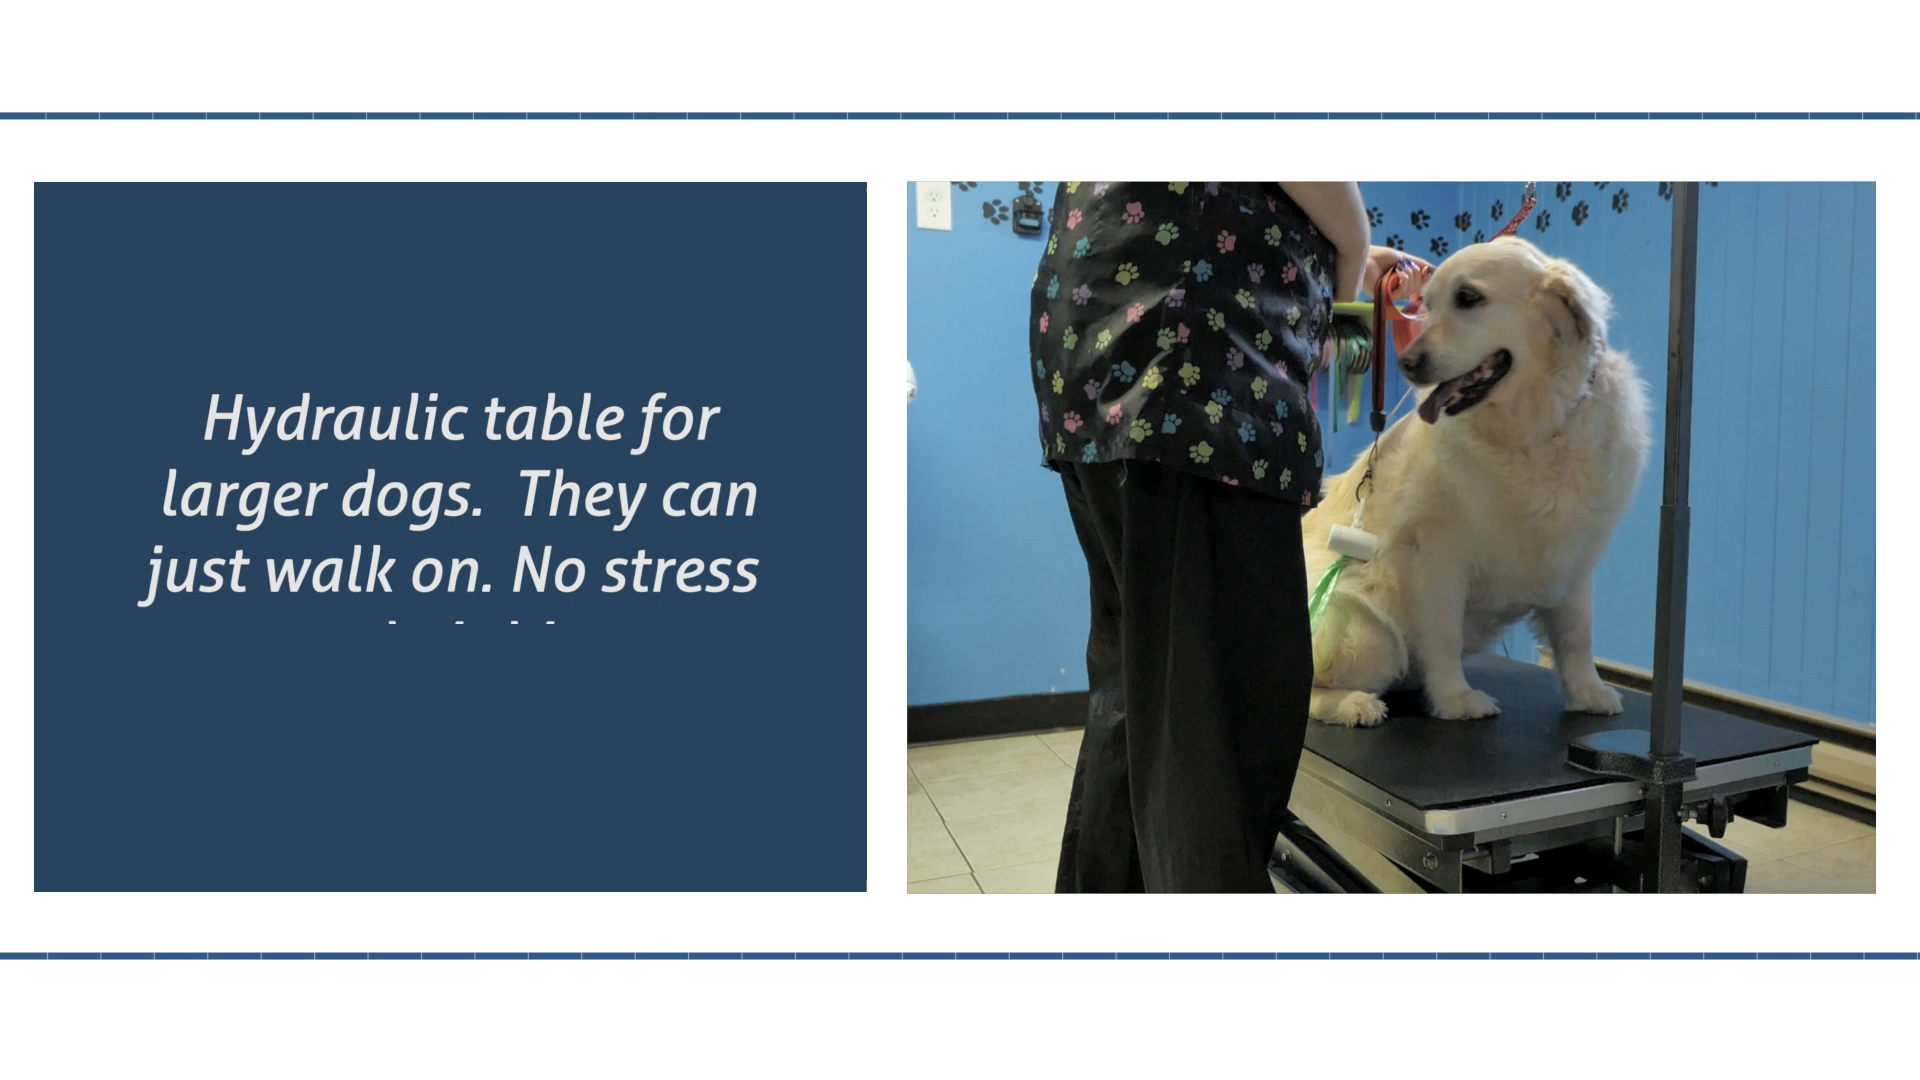 Hydraulic table for
larger dogs.  They can
just walk on. No stress